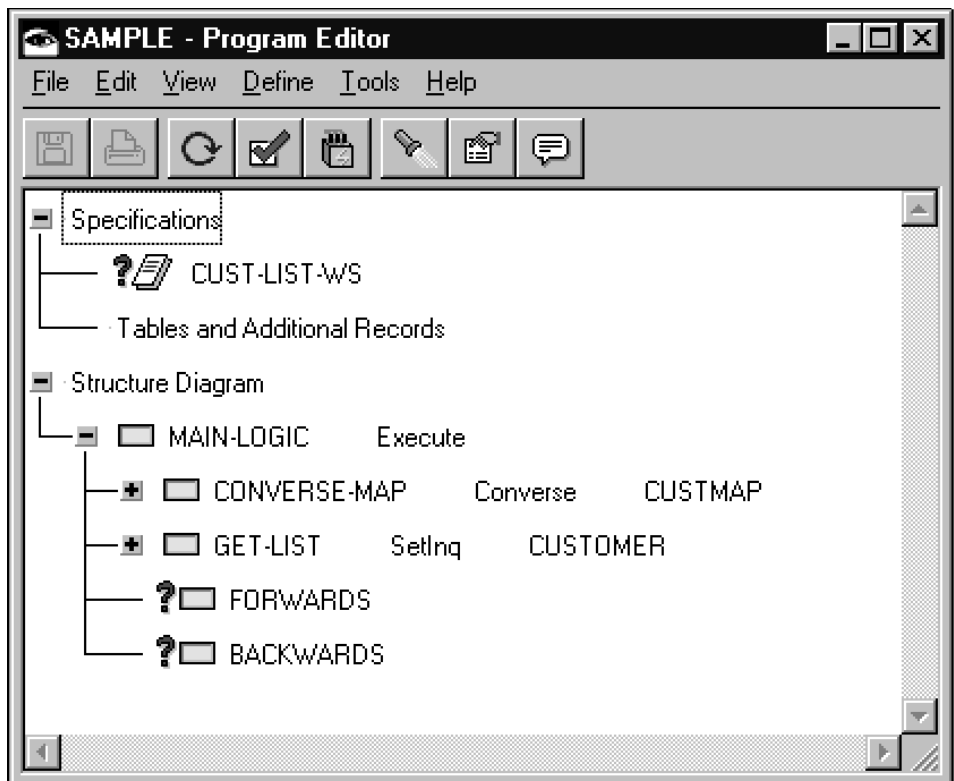 SAMPLE - Program Editor
File Edit View Define Tools Help
Specifications
? CUST-LIST-WS
Tables and Additional Records
Structure Diagram
MAIN-LOGIC Execute
CONVERSE-MAP Converse CUSTMAP
GET-LIST SetInq CUSTOMER
? FORWARDS
? BACKWARDS